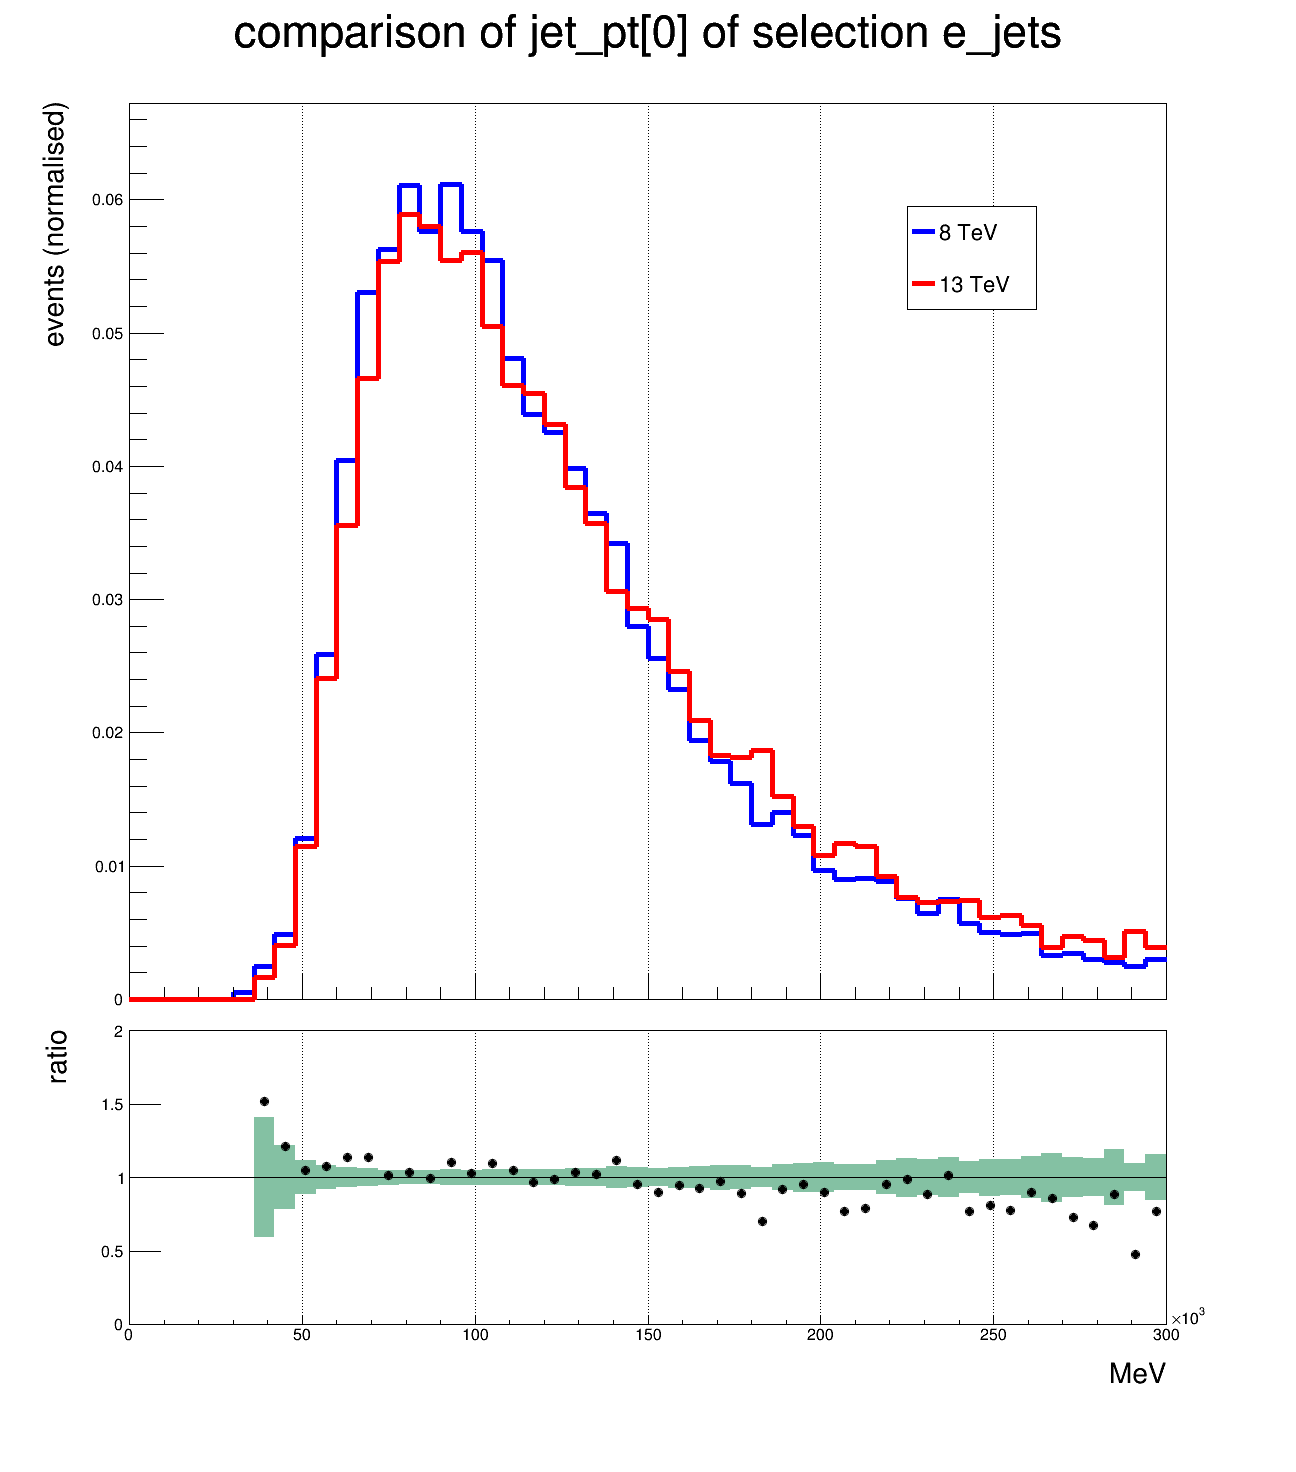 comparison of jet_pt[0] of selection e_jets
events (normalised)
0.06
0.05
0.04
0.03
0.02
0.01
0
8 TeV
13 TeV
ratio
2
1.5
1
0.5
0
0 50 100 150 200 250 300
×10³
MeV